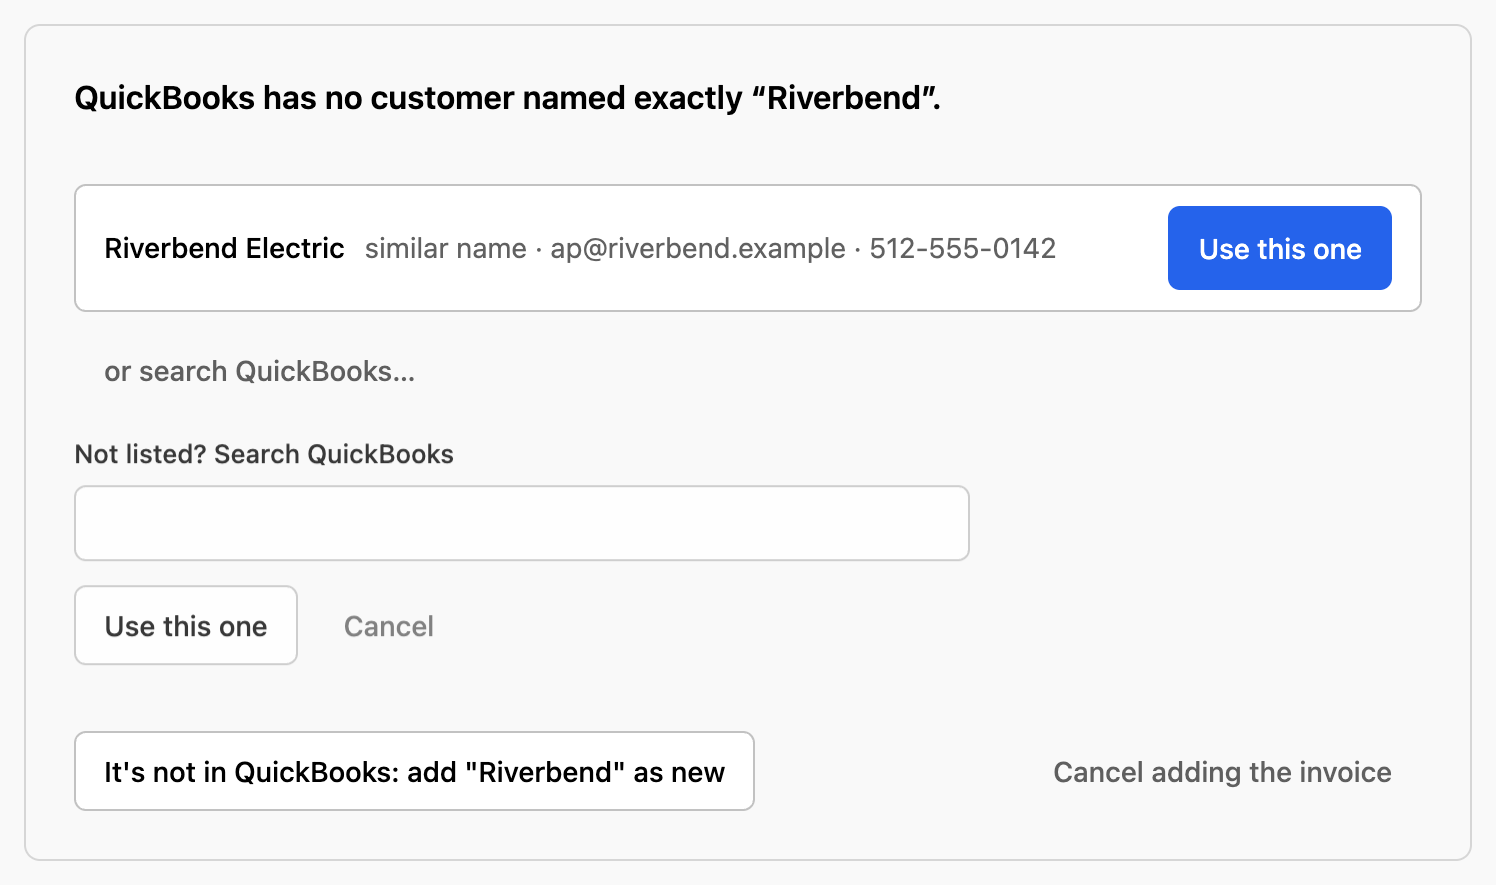 QuickBooks has no customer named exactly “Riverbend”.
Riverbend Electric similar name · ap@riverbend.example · 512-555-0142 Use this one
or search QuickBooks...
Not listed? Search QuickBooks
Use this one Cancel
It's not in QuickBooks: add "Riverbend" as new Cancel adding the invoice